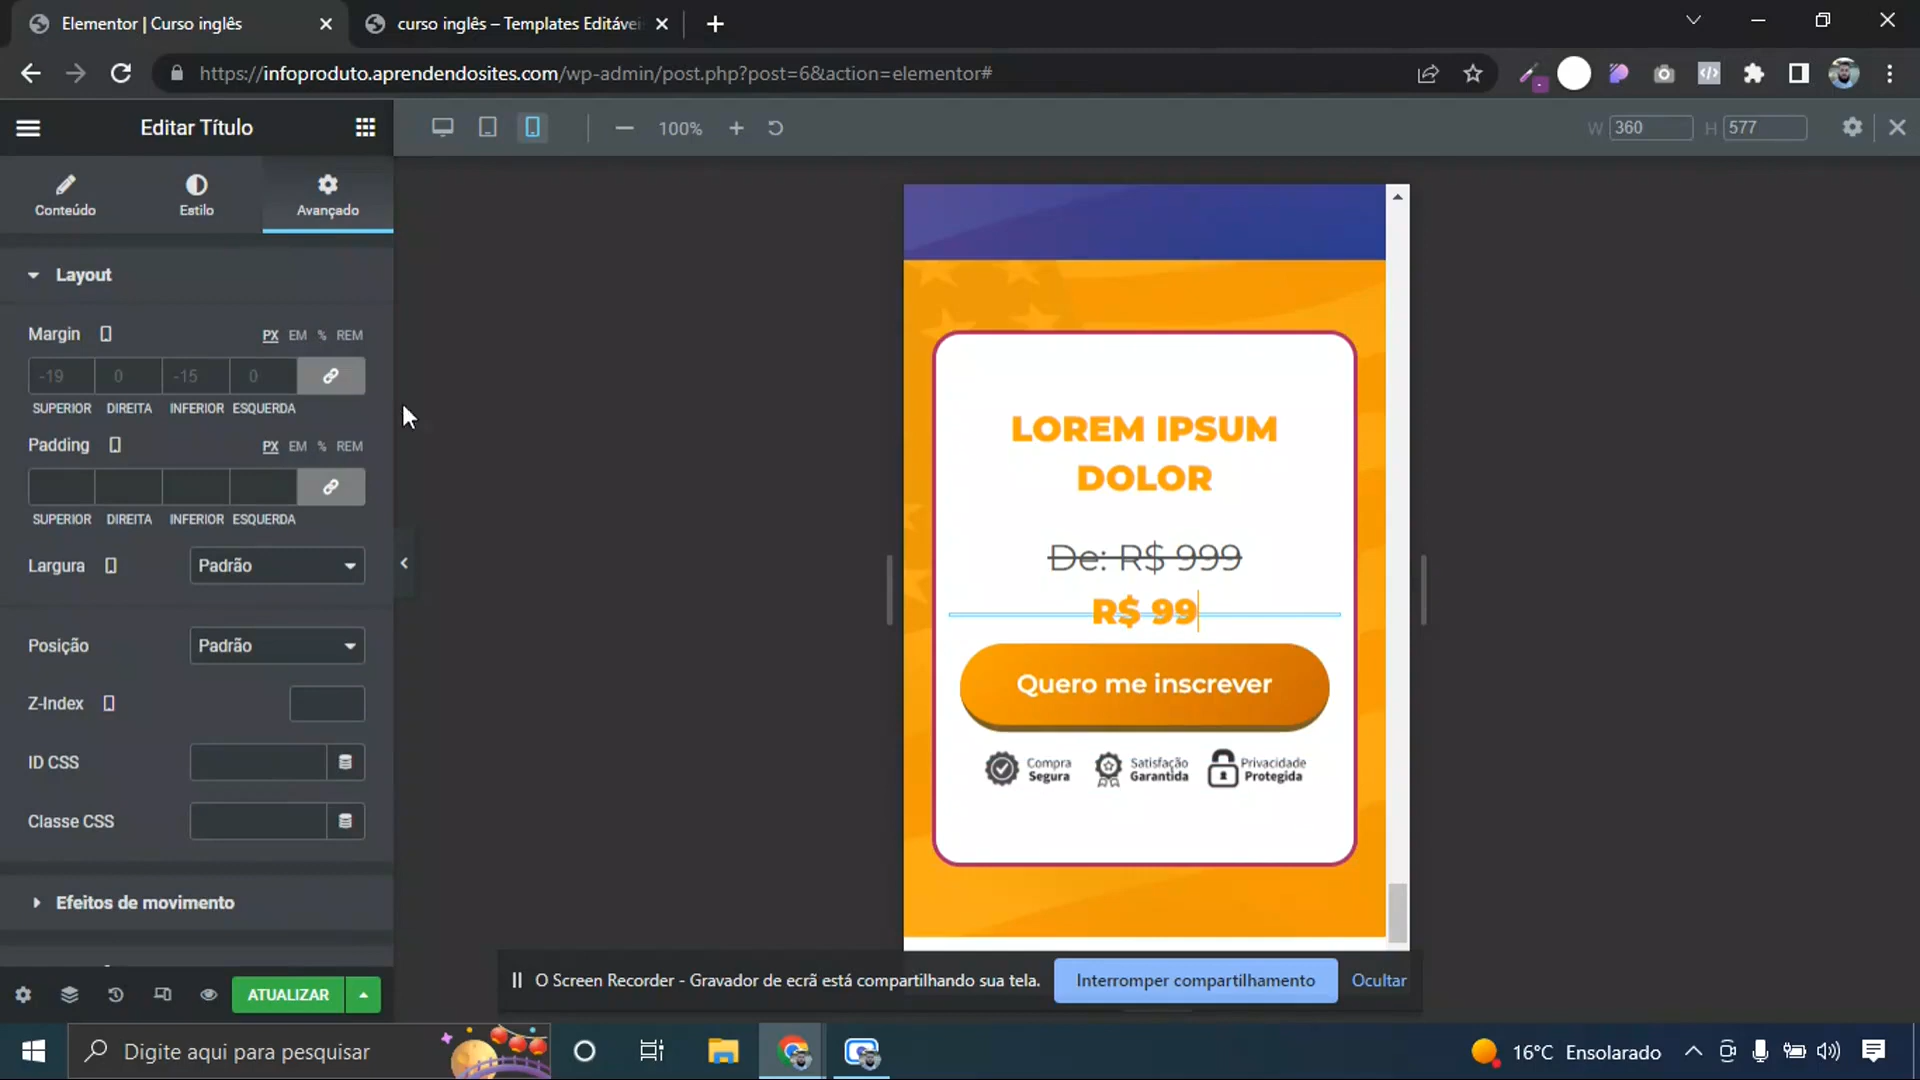 Elementor | Curso inglês
curso inglês – Templates Editávei
https://infoproduto.aprendendosites.com/wp-admin/post.php?post=6&action=elementor#
Editar Título
100%
W 360 H 577
Conteúdo
Estilo
Avançado
Layout
Margin
PX EM % REM
-19 0 -15 0
SUPERIOR DIREITA INFERIOR ESQUERDA
Padding
PX EM % REM
SUPERIOR DIREITA INFERIOR ESQUERDA
Largura
Padrão
Posição
Padrão
Z-Index
ID CSS
Classe CSS
Efeitos de movimento
ATUALIZAR
LOREM IPSUM
DOLOR
De: R$ 999
R$ 99
Quero me inscrever
Compra
Segura
Satisfação
Garantida
Privacidade
Protegida
O Screen Recorder - Gravador de ecrã está compartilhando sua tela.
Interromper compartilhamento
Ocultar
Digite aqui para pesquisar
16°C Ensolarado